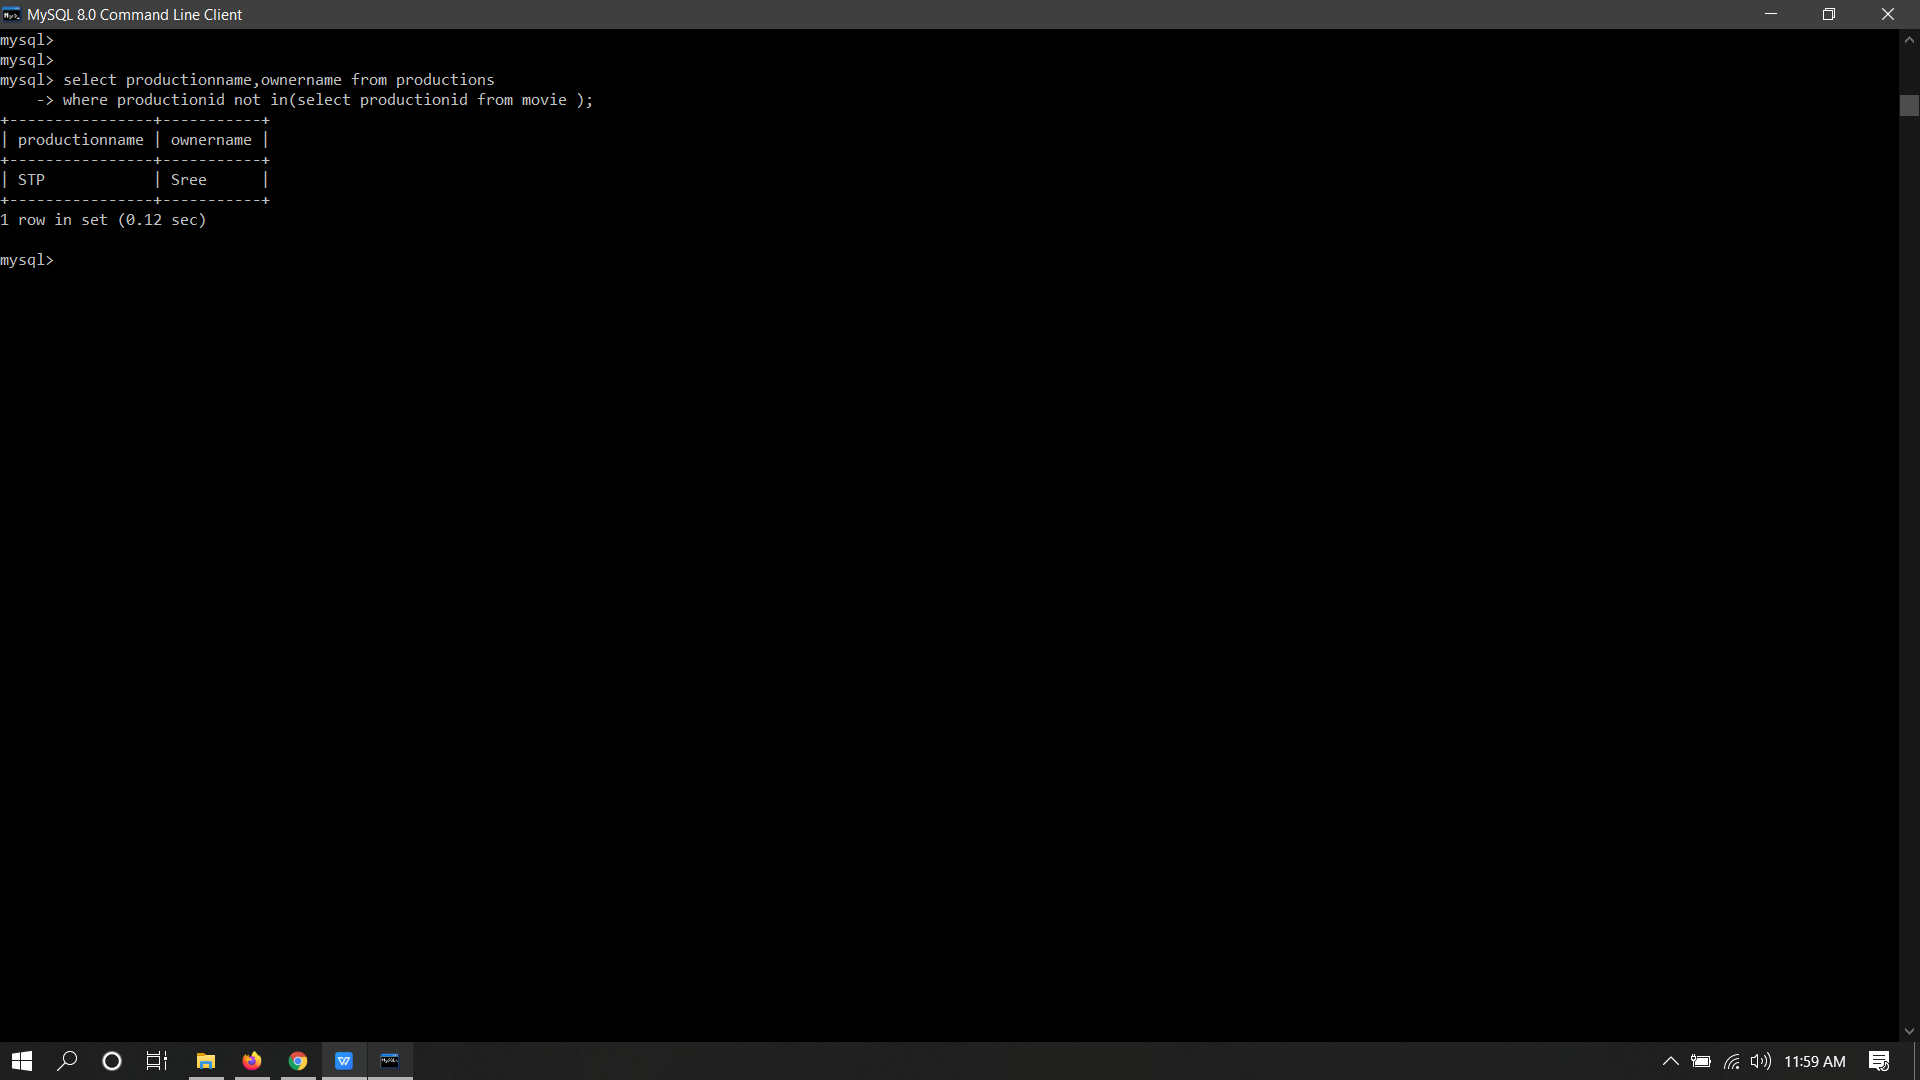 MySQL 8.0 Command Line Client
mysql>
mysql>
mysql> select productionname,ownername from productions
    -> where productionid not in(select productionid from movie );
+----------------+-----------+
| productionname | ownername |
+----------------+-----------+
| STP            | Sree      |
+----------------+-----------+
1 row in set (0.12 sec)
mysql>
11:59 AM